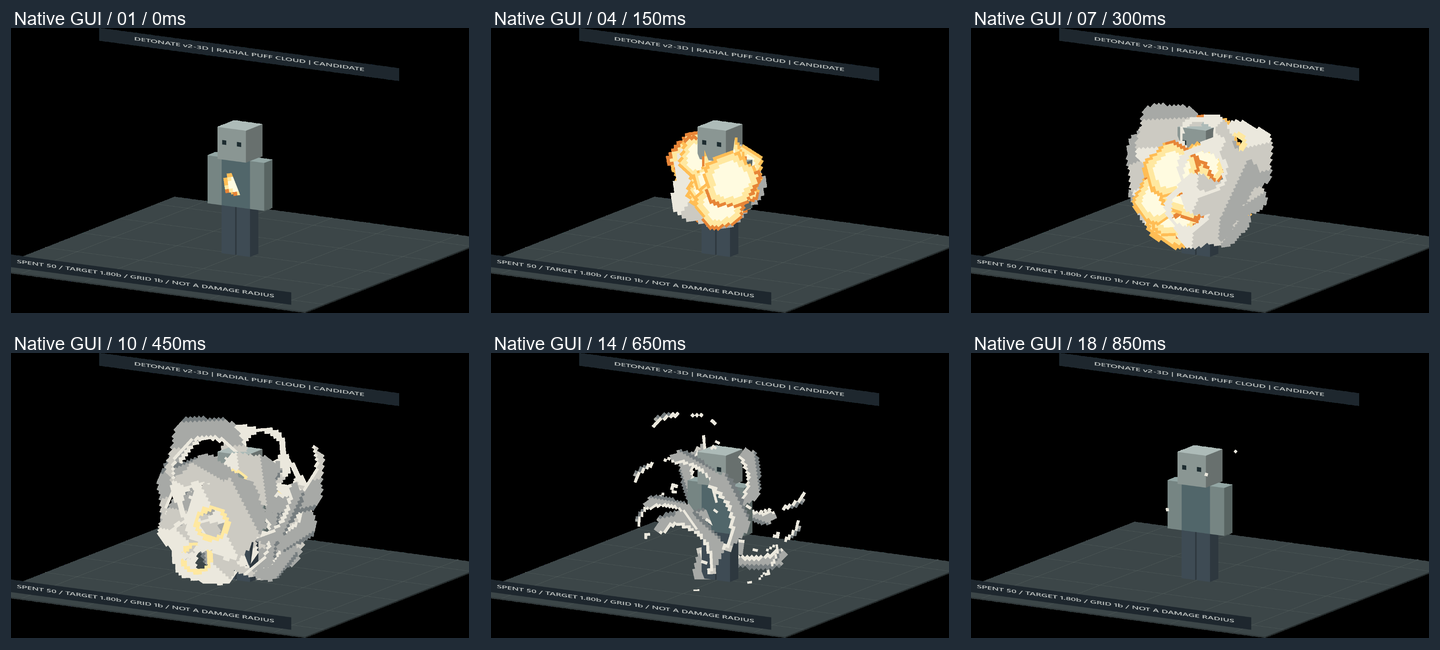 Native GUI / 01 / 0ms
DETONATE v2-3D | RADIAL PUFF CLOUD | CANDIDATE
SPENT 50 / TARGET 1.80b / GRID 1b / NOT A DAMAGE RADIUS
Native GUI / 04 / 150ms
DETONATE v2-3D | RADIAL PUFF CLOUD | CANDIDATE
SPENT 50 / TARGET 1.80b / GRID 1b / NOT A DAMAGE RADIUS
Native GUI / 07 / 300ms
DETONATE v2-3D | RADIAL PUFF CLOUD | CANDIDATE
SPENT 50 / TARGET 1.80b / GRID 1b / NOT A DAMAGE RADIUS
Native GUI / 10 / 450ms
DETONATE v2-3D | RADIAL PUFF CLOUD | CANDIDATE
SPENT 50 / TARGET 1.80b / GRID 1b / NOT A DAMAGE RADIUS
Native GUI / 14 / 650ms
DETONATE v2-3D | RADIAL PUFF CLOUD | CANDIDATE
SPENT 50 / TARGET 1.80b / GRID 1b / NOT A DAMAGE RADIUS
Native GUI / 18 / 850ms
DETONATE v2-3D | RADIAL PUFF CLOUD | CANDIDATE
SPENT 50 / TARGET 1.80b / GRID 1b / NOT A DAMAGE RADIUS